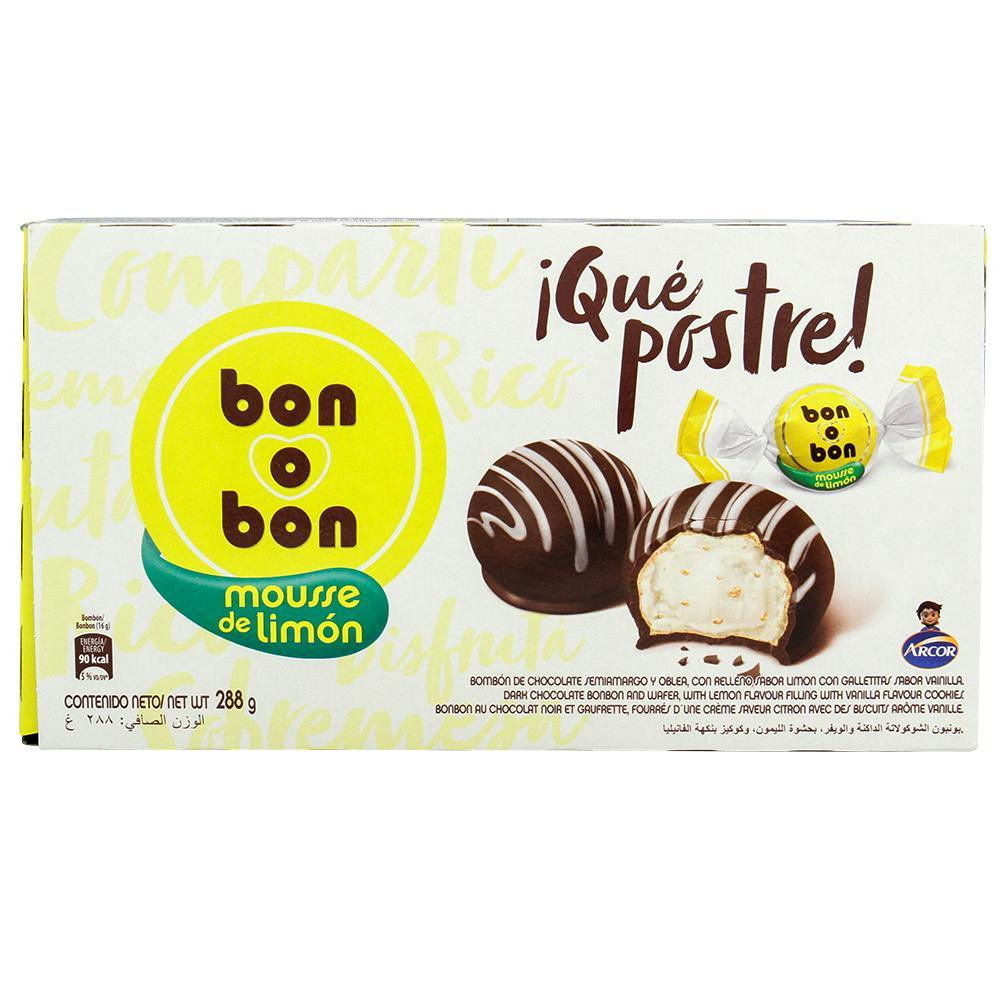 Comparti
¡Qué
postre!
Rico
bon
o
bon
mousse
de limón
bon
o
bon
mousse
de limón
Rico
Disfruta
Sobremesa
Bombón/
Bonbon (16 g)
ENERGÍA/
ENERGY
90 kcal
5 % VD/DV*
ARCOR
CONTENIDO NETO/ NET WT 288 g
الوزن الصافي: ٢٨٨ غ
BOMBÓN DE CHOCOLATE SEMIAMARGO Y OBLEA, CON RELLENO SABOR LIMON CON GALLETITAS SABOR VAINILLA.
DARK CHOCOLATE BONBON AND WAFER, WITH LEMON FLAVOUR FILLING WITH VANILLA FLAVOUR COOKIES.
BONBON AU CHOCOLAT NOIR ET GAUFRETTE, FOURRÉS D'UNE CRÈME SAVEUR CITRON AVEC DES BISCUITS ARÔME VANILLE.
بونبون الشوكولاتة الداكنة والويفر، بحشوة الليمون، وكوكيز بنكهة الفانيليا.